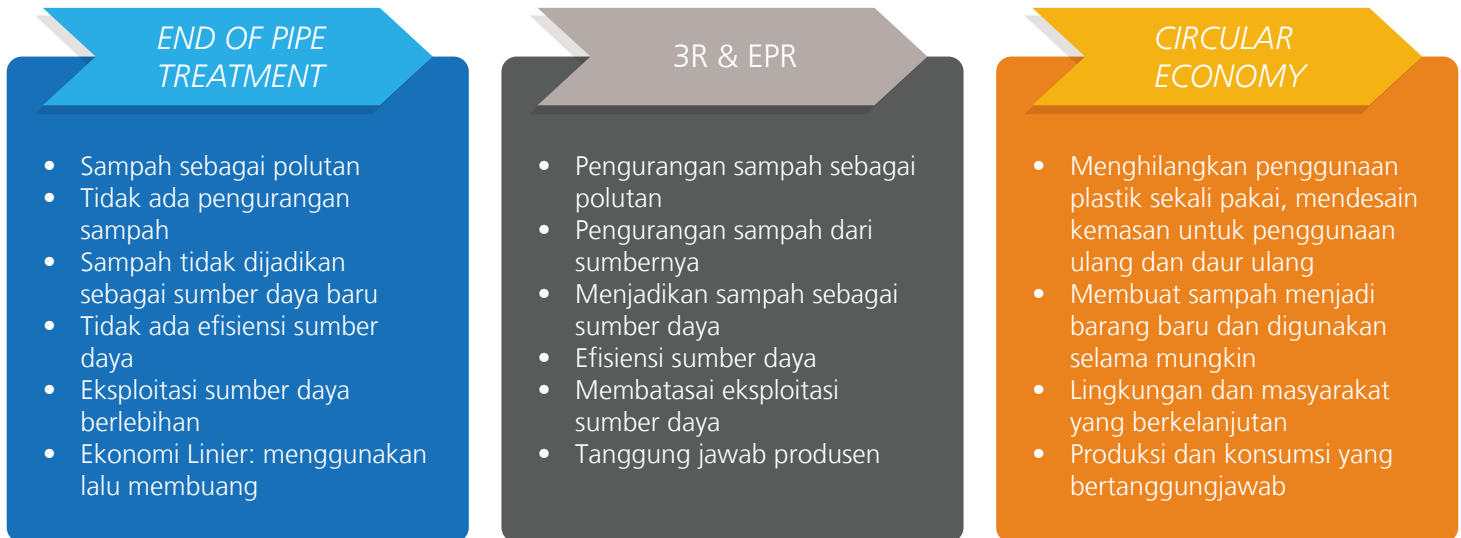 END OF PIPE
TREATMENT
• Sampah sebagai polutan
• Tidak ada pengurangan
sampah
• Sampah tidak dijadikan
sebagai sumber daya baru
• Tidak ada efisiensi sumber
daya
• Eksploitasi sumber daya
berlebihan
• Ekonomi Linier: menggunakan
lalu membuang
3R & EPR
• Pengurangan sampah sebagai
polutan
• Pengurangan sampah dari
sumbernya
• Menjadikan sampah sebagai
sumber daya
• Efisiensi sumber daya
• Membatasai eksploitasi
sumber daya
• Tanggung jawab produsen
CIRCULAR
ECONOMY
• Menghilangkan penggunaan
plastik sekali pakai, mendesain
kemasan untuk penggunaan
ulang dan daur ulang
• Membuat sampah menjadi
barang baru dan digunakan
selama mungkin
• Lingkungan dan masyarakat
yang berkelanjutan
• Produksi dan konsumsi yang
bertanggungjawab